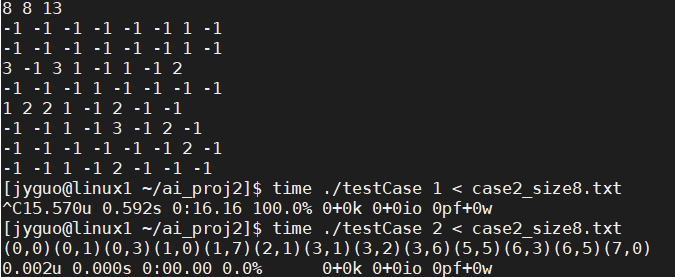 8 8 13
-1 -1 -1 -1 -1 -1 1 -1
-1 -1 -1 -1 -1 -1 1 -1
3 -1 3 1 -1 1 -1 2
-1 -1 -1 1 -1 -1 -1 -1
1 2 2 1 -1 2 -1 -1
-1 -1 1 -1 3 -1 2 -1
-1 -1 -1 -1 -1 -1 2 -1
-1 -1 1 -1 2 -1 -1 -1
[jyguo@linux1 ~/ai_proj2]$ time ./testCase 1 < case2_size8.txt
^C15.570u 0.592s 0:16.16 100.0% 0+0k 0+0io 0pf+0w
[jyguo@linux1 ~/ai_proj2]$ time ./testCase 2 < case2_size8.txt
(0,0)(0,1)(0,3)(1,0)(1,7)(2,1)(3,1)(3,2)(3,6)(5,5)(6,3)(6,5)(7,0)
0.002u 0.000s 0:00.00 0.0%      0+0k 0+0io 0pf+0w